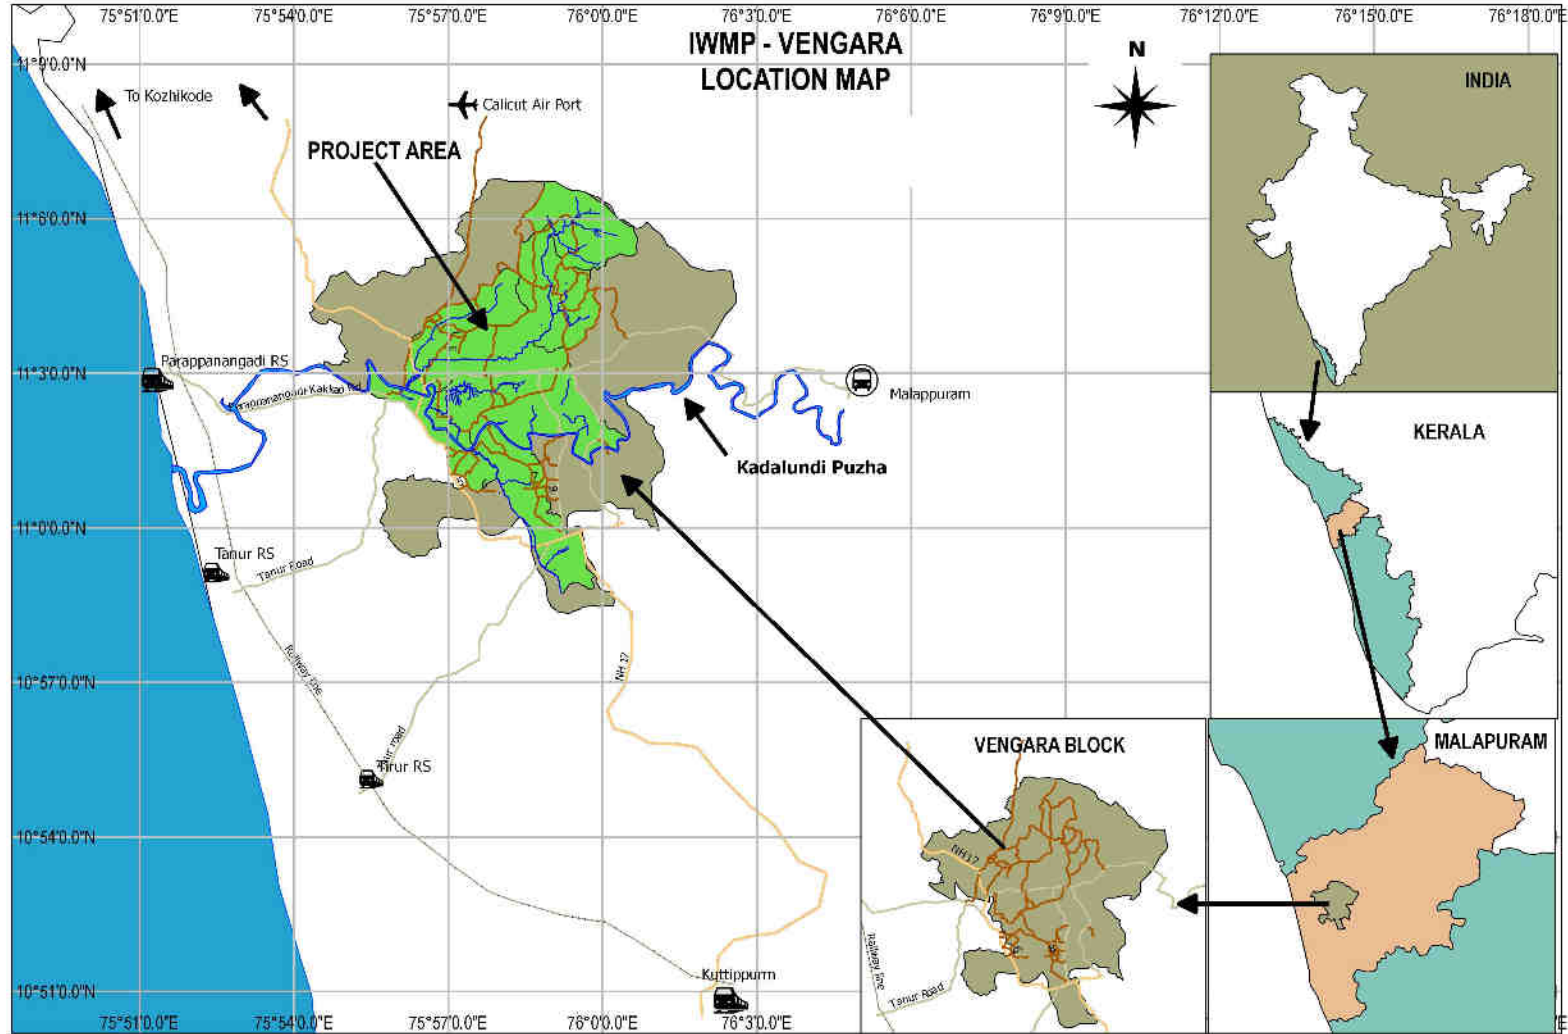 75°51'0.0"E 75°54'0.0"E 75°57'0.0"E 76°0'0.0"E 76°3'0.0"E 76°6'0.0"E 76°9'0.0"E 76°12'0.0"E 76°15'0.0"E 76°18'0.0"E
IWMP - VENGARA
LOCATION MAP
N
11°9'0.0"N
To Kozhikode
Calicut Air Port
INDIA
PROJECT AREA
11°6'0.0"N
Parappanangadi RS
11°3'0.0"N
Malappuram
KERALA
Kadalundi Puzha
11°0'0.0"N
Tanur RS
Tanur Road
Railway line
NH 17
10°57'0.0"N
VENGARA BLOCK
MALAPURAM
Tirur RS
10°54'0.0"N
NH17
Railway line
Tanur Road
Kuttippurm
10°51'0.0"N
75°51'0.0"E 75°54'0.0"E 75°57'0.0"E 76°0'0.0"E 76°3'0.0"E